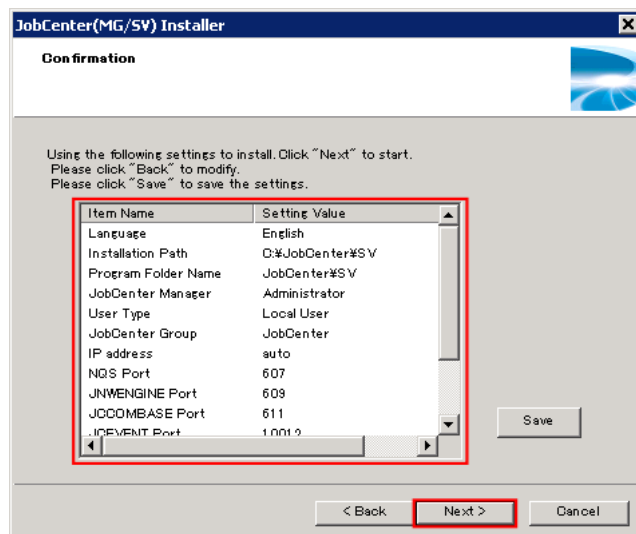 JobCenter(MG/SV) Installer
Confirmation
Using the following settings to install.Click "Next" to start.
Please click "Back" to modify.
Please click "Save" to save the settings.
Item Name Setting Value
Language English
Installation Path C:¥JobCenter¥SV
Program Folder Name JobCenter¥SV
JobCenter Manager Administrator
User Type Local User
JobCenter Group JobCenter
IP address auto
NQS Port 607
JNWENGINE Port 609
JCCOMBASE Port 611
JCEVENT Port 10012
Save
< Back Next > Cancel